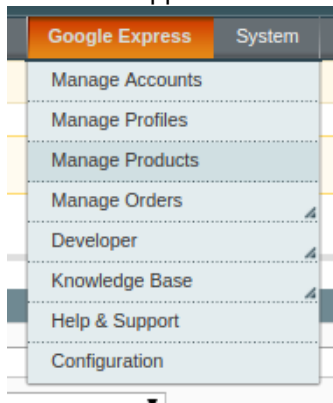 Google Express System
Manage Accounts
Manage Profiles
Manage Products
Manage Orders
Developer
Knowledge Base
Help & Support
Configuration